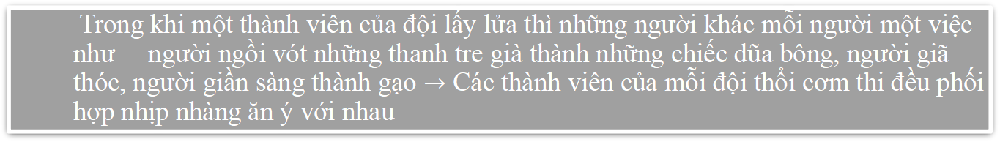 Trong khi một thành viên của đội lấy lửa thì những người khác mỗi người một việc
như người ngồi vót những thanh tre già thành những chiếc đũa bông, người giã
thóc, người giần sàng thành gạo → Các thành viên của mỗi đội thổi cơm thi đều phối
hợp nhịp nhàng ăn ý với nhau